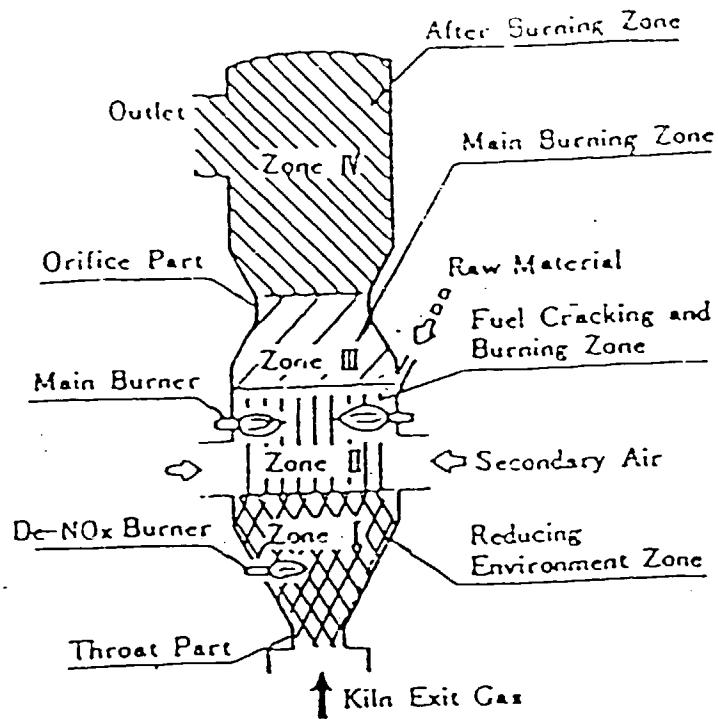 After Burning Zone
Outlet
Main Burning Zone
Zone IV
Orifice Part
Raw Material
Fuel Cracking and
Burning Zone
Zone III
Main Burner
Zone II
Secondary Air
De-NOx Burner
Zone I
Reducing
Environment Zone
Throat Part
Kiln Exit Gas